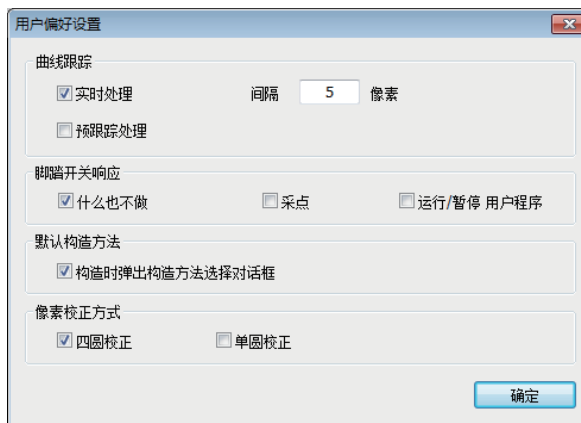 用户偏好设置
曲线跟踪
实时处理 间隔 5 像素
预跟踪处理
脚踏开关响应
什么也不做 采点 运行/暂停 用户程序
默认构造方法
构造时弹出构造方法选择对话框
像素校正方式
四圆校正 单圆校正
确定